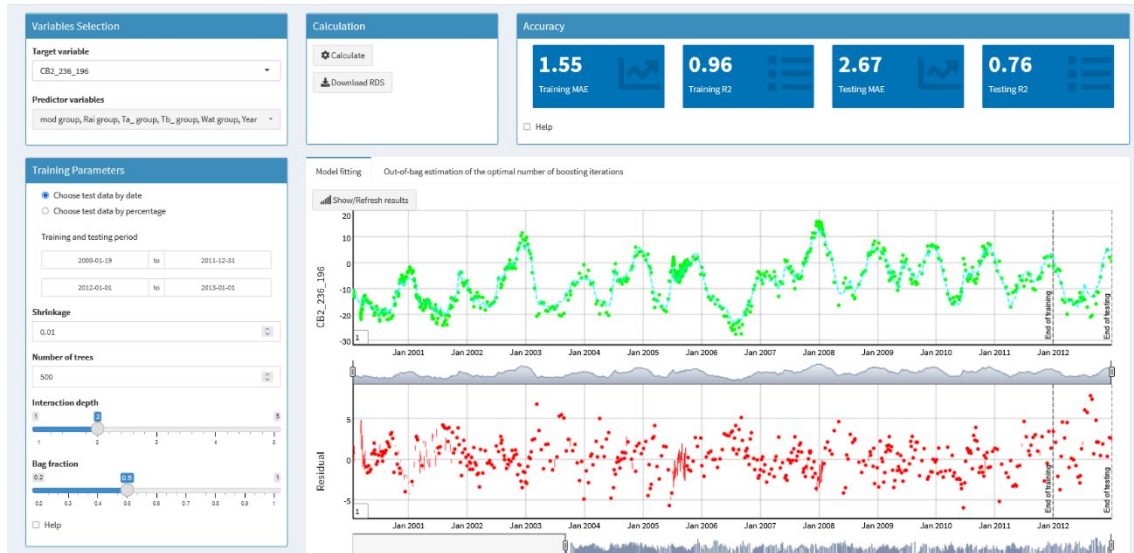 Variables Selection
Target variable
CB2_236_196
Predictor variables
mod group, Rai group, Ta_ group, Tb_ group, Wat group, Year
Calculation
Calculate
Download RDS
Accuracy
1.55
Training MAE
0.96
Training R2
2.67
Testing MAE
0.76
Testing R2
Help
Training Parameters
Choose test data by date
Choose test data by percentage
Training and testing period
2000-01-19 to 2011-12-31
2012-01-01 to 2013-01-01
Shrinkage
0.01
Number of trees
500
Interaction depth
1 2 5
1 2 3 4 5
Bag fraction
0.2 0.5 1
0.2 0.3 0.4 0.5 0.6 0.7 0.8 0.9 1
Help
Model fitting
Out-of-bag estimation of the optimal number of boosting iterations
Show/Refresh results
CB2_236_196
20
10
0
-10
-20
-30
1
End of training
End of testing
Jan 2001 Jan 2002 Jan 2003 Jan 2004 Jan 2005 Jan 2006 Jan 2007 Jan 2008 Jan 2009 Jan 2010 Jan 2011 Jan 2012
Residual
5
0
-5
1
End of training
End of testing
Jan 2001 Jan 2002 Jan 2003 Jan 2004 Jan 2005 Jan 2006 Jan 2007 Jan 2008 Jan 2009 Jan 2010 Jan 2011 Jan 2012